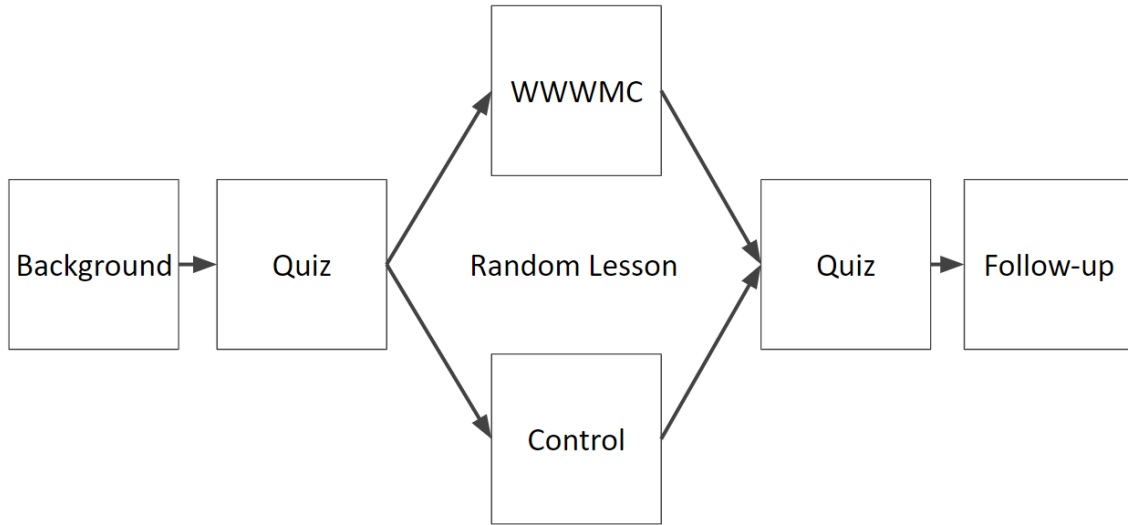 WWWMC
Background
Quiz
Random Lesson
Quiz
Follow-up
Control